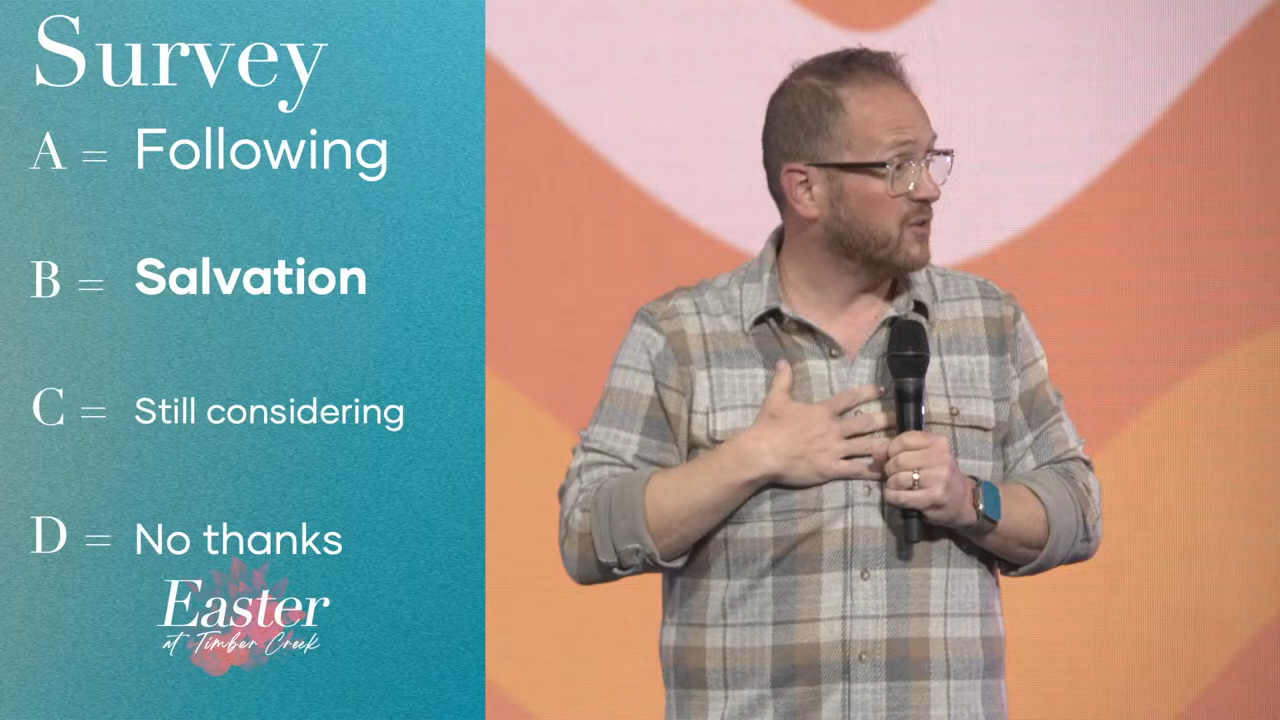 Survey
A = Following
B = Salvation
C = Still considering
D = No thanks
Easter
at Timber Creek